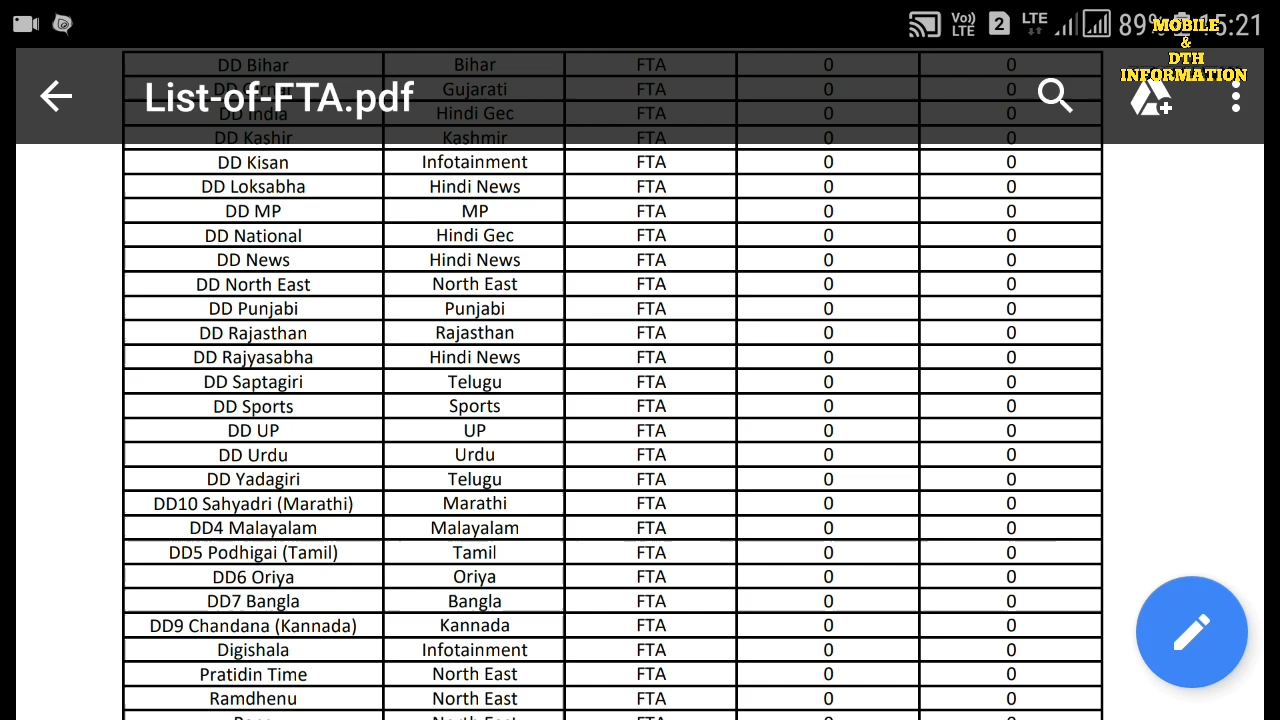 Vo) LTE 2 LTE 89% 15:21
MOBILE
&
DTH
INFORMATION
List-of-FTA.pdf
DD Bihar Bihar FTA 0 0
Gujarati FTA 0 0
DD India Hindi Gec FTA 0 0
DD Kashir Kashmir FTA 0 0
DD Kisan Infotainment FTA 0 0
DD Loksabha Hindi News FTA 0 0
DD MP MP FTA 0 0
DD National Hindi Gec FTA 0 0
DD News Hindi News FTA 0 0
DD North East North East FTA 0 0
DD Punjabi Punjabi FTA 0 0
DD Rajasthan Rajasthan FTA 0 0
DD Rajyasabha Hindi News FTA 0 0
DD Saptagiri Telugu FTA 0 0
DD Sports Sports FTA 0 0
DD UP UP FTA 0 0
DD Urdu Urdu FTA 0 0
DD Yadagiri Telugu FTA 0 0
DD10 Sahyadri (Marathi) Marathi FTA 0 0
DD4 Malayalam Malayalam FTA 0 0
DD5 Podhigai (Tamil) Tamil FTA 0 0
DD6 Oriya Oriya FTA 0 0
DD7 Bangla Bangla FTA 0 0
DD9 Chandana (Kannada) Kannada FTA 0 0
Digishala Infotainment FTA 0 0
Pratidin Time North East FTA 0 0
Ramdhenu North East FTA 0 0